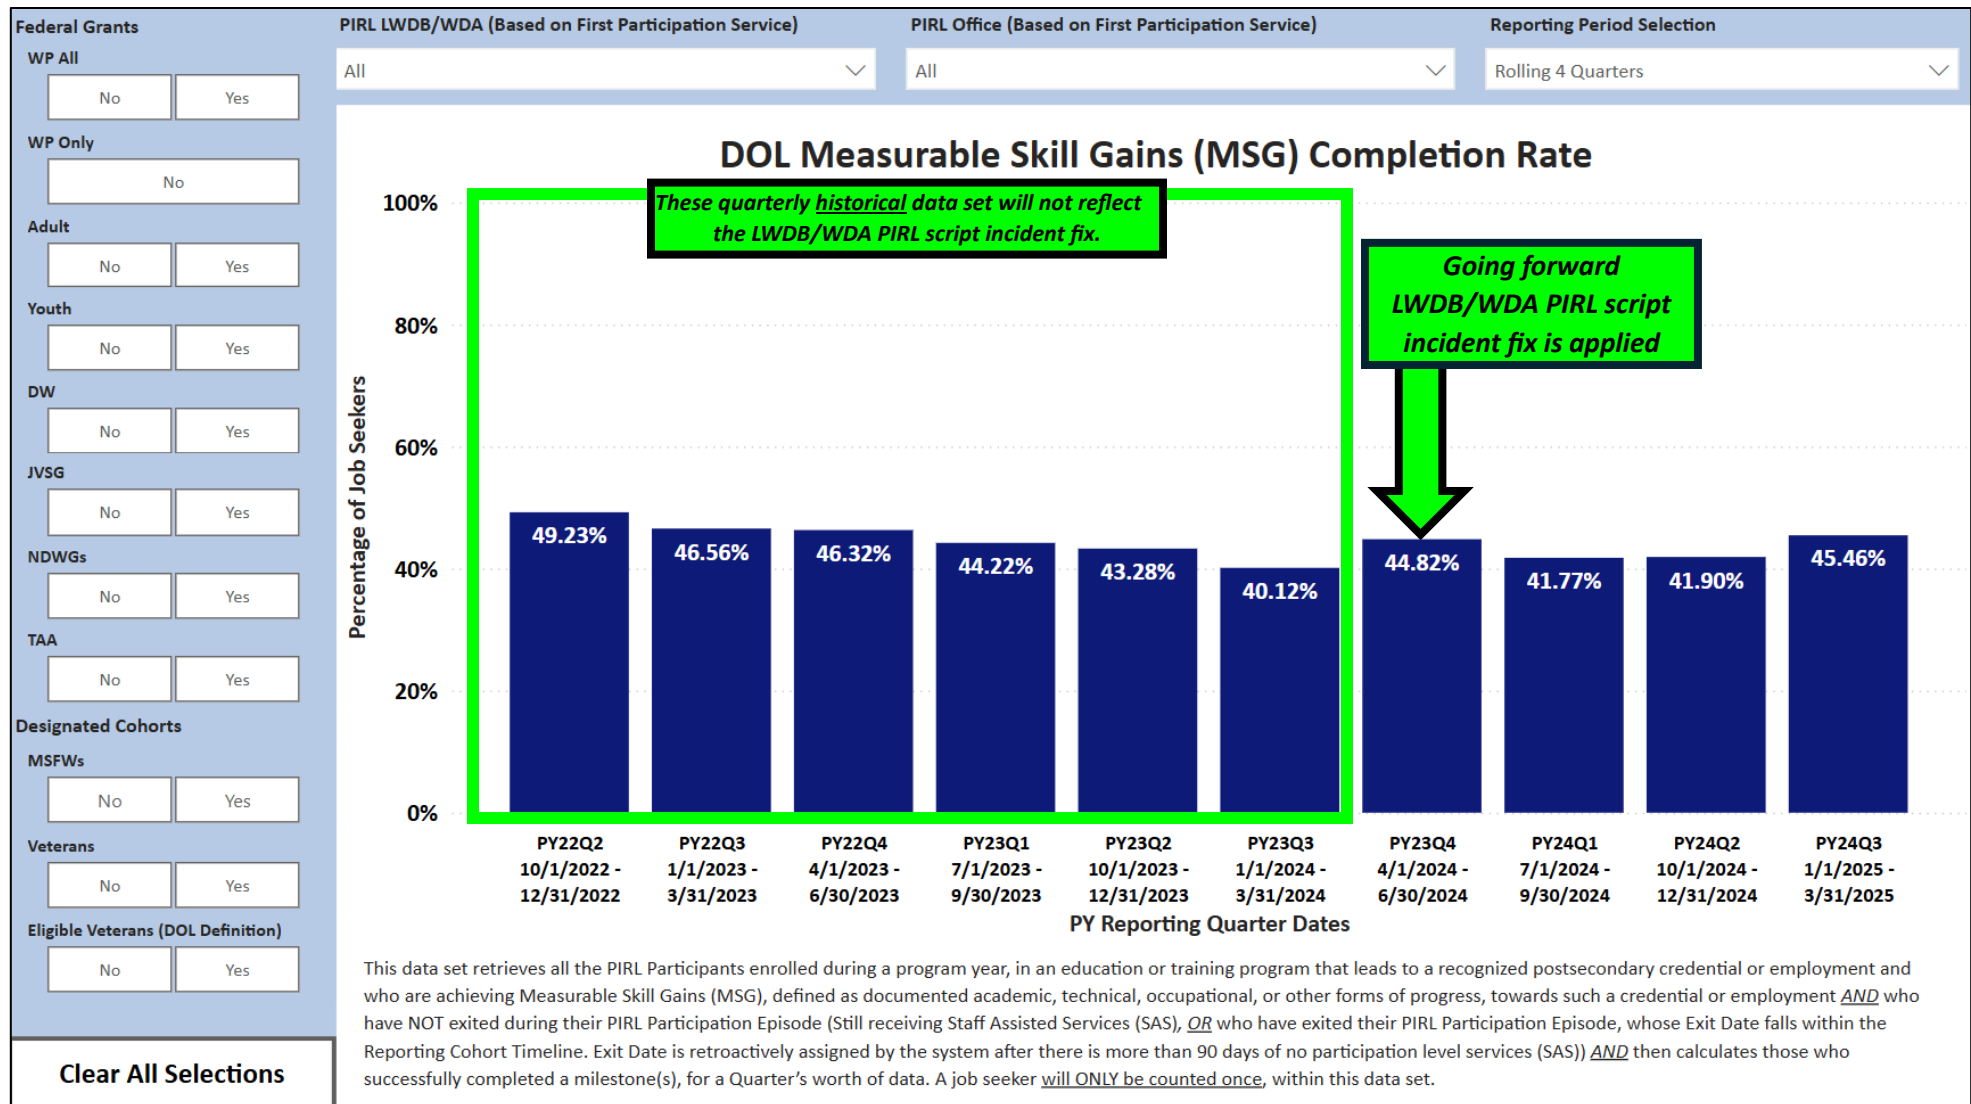 Federal Grants
WP All
No Yes
WP Only
No
Adult
No Yes
Youth
No Yes
DW
No Yes
JVSG
No Yes
NDWGs
No Yes
TAA
No Yes
Designated Cohorts
MSFWs
No Yes
Veterans
No Yes
Eligible Veterans (DOL Definition)
No Yes
Clear All Selections
PIRL LWDB/WDA (Based on First Participation Service)
All
PIRL Office (Based on First Participation Service)
All
Reporting Period Selection
Rolling 4 Quarters
DOL Measurable Skill Gains (MSG) Completion Rate
These quarterly historical data set will not reflect
the LWDB/WDA PIRL script incident fix.
Going forward
LWDB/WDA PIRL script
incident fix is applied
Percentage of Job Seekers
100%
80%
60%
40%
20%
0%
49.23%
46.56%
46.32%
44.22%
43.28%
40.12%
44.82%
41.77%
41.90%
45.46%
PY22Q2
10/1/2022 -
12/31/2022
PY22Q3
1/1/2023 -
3/31/2023
PY22Q4
4/1/2023 -
6/30/2023
PY23Q1
7/1/2023 -
9/30/2023
PY23Q2
10/1/2023 -
12/31/2023
PY23Q3
1/1/2024 -
3/31/2024
PY23Q4
4/1/2024 -
6/30/2024
PY24Q1
7/1/2024 -
9/30/2024
PY24Q2
10/1/2024 -
12/31/2024
PY24Q3
1/1/2025 -
3/31/2025
PY Reporting Quarter Dates
This data set retrieves all the PIRL Participants enrolled during a program year, in an education or training program that leads to a recognized postsecondary credential or employment and
who are achieving Measurable Skill Gains (MSG), defined as documented academic, technical, occupational, or other forms of progress, towards such a credential or employment AND who
have NOT exited during their PIRL Participation Episode (Still receiving Staff Assisted Services (SAS), OR who have exited their PIRL Participation Episode, whose Exit Date falls within the
Reporting Cohort Timeline. Exit Date is retroactively assigned by the system after there is more than 90 days of no participation level services (SAS)) AND then calculates those who
successfully completed a milestone(s), for a Quarter's worth of data. A job seeker will ONLY be counted once, within this data set.